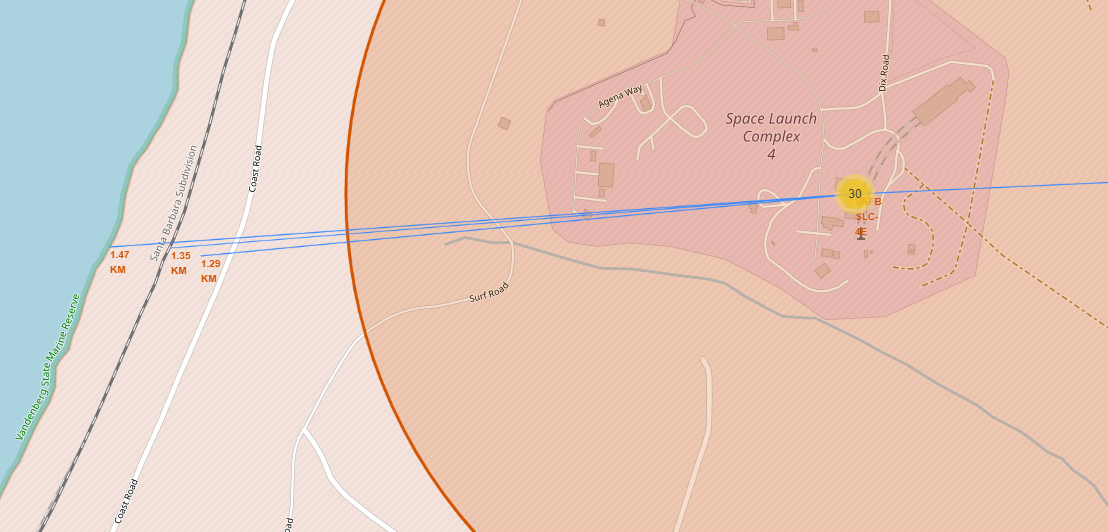 Dix Road
Agena Way
Space Launch
Complex
4
Santa Barbara Subdivision
Coast Road
30
SLC-
4E
1.47
KM
1.35
KM
1.29
KM
Surf Road
Vandenberg State Marine Reserve
Coast Road